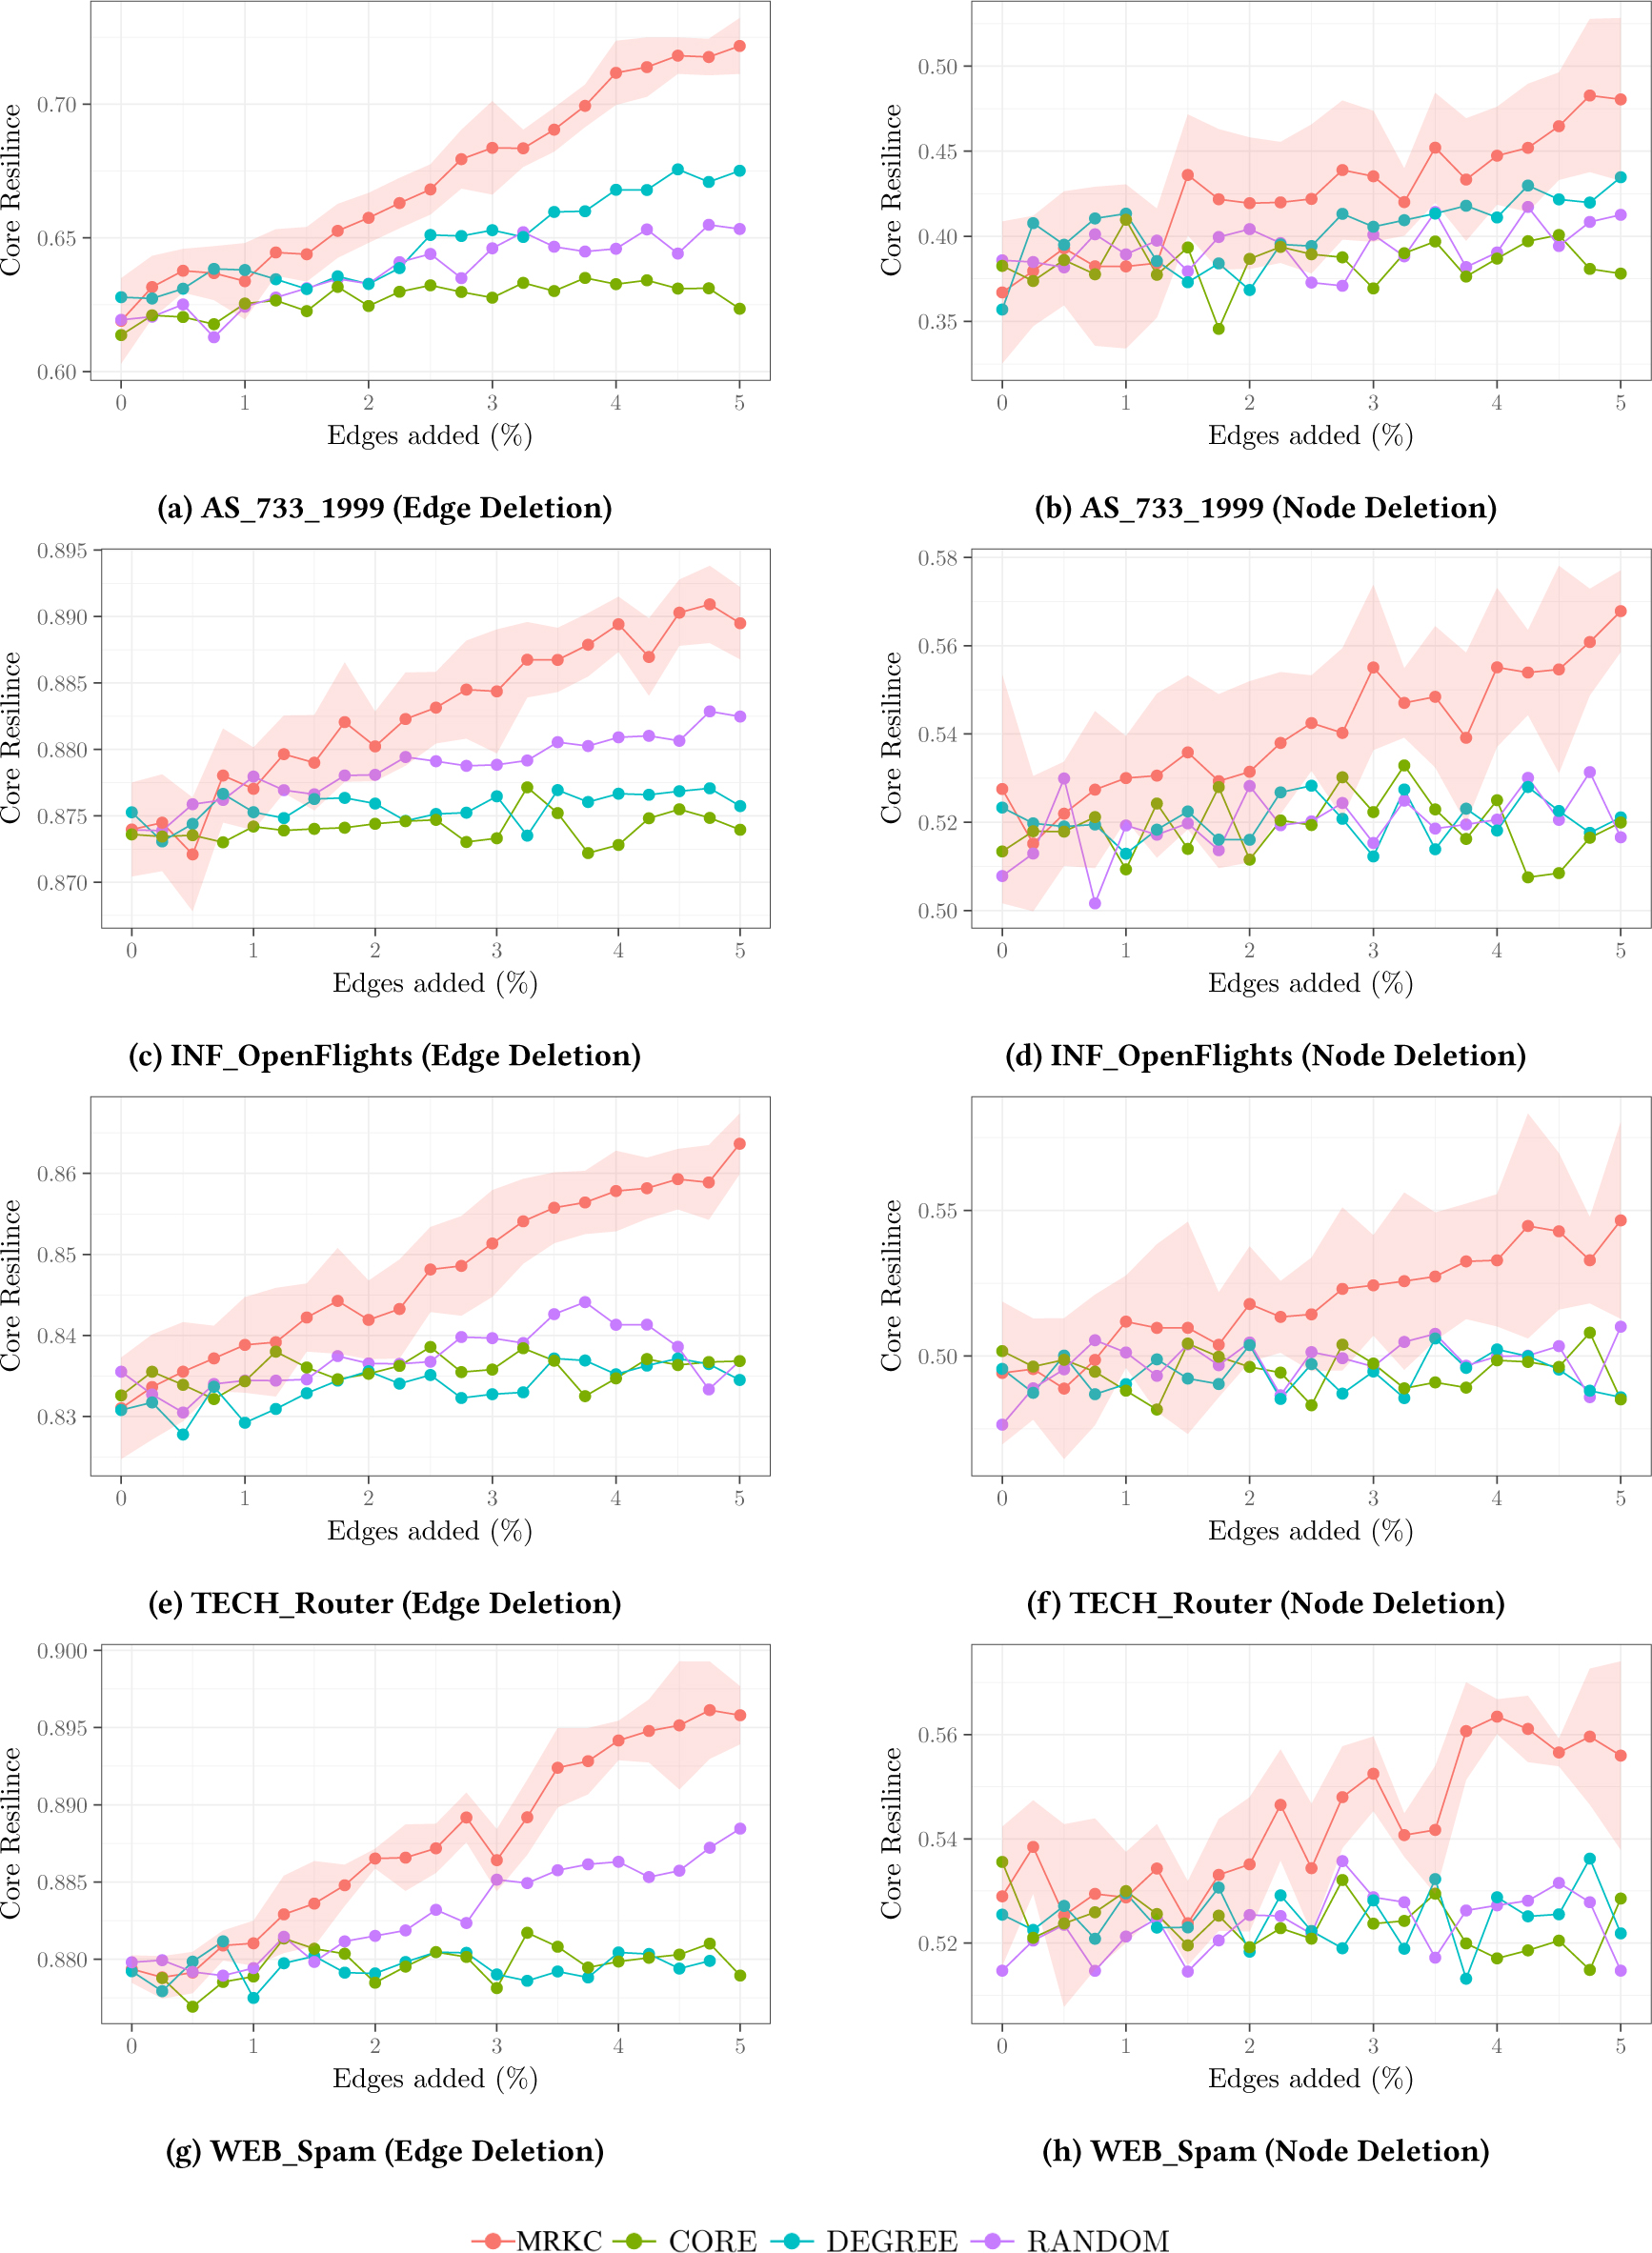 Core Resilince
0.70
0.65
0.60
0 1 2 3 4 5
Edges added (%)
(a) AS_733_1999 (Edge Deletion)
Core Resilince
0.50
0.45
0.40
0.35
0 1 2 3 4 5
Edges added (%)
(b) AS_733_1999 (Node Deletion)
Core Resilince
0.895
0.890
0.885
0.880
0.875
0.870
0 1 2 3 4 5
Edges added (%)
(c) INF_OpenFlights (Edge Deletion)
Core Resilince
0.58
0.56
0.54
0.52
0.50
0 1 2 3 4 5
Edges added (%)
(d) INF_OpenFlights (Node Deletion)
Core Resilince
0.86
0.85
0.84
0.83
0 1 2 3 4 5
Edges added (%)
(e) TECH_Router (Edge Deletion)
Core Resilince
0.55
0.50
0 1 2 3 4 5
Edges added (%)
(f) TECH_Router (Node Deletion)
Core Resilince
0.900
0.895
0.890
0.885
0.880
0 1 2 3 4 5
Edges added (%)
(g) WEB_Spam (Edge Deletion)
Core Resilince
0.56
0.54
0.52
0 1 2 3 4 5
Edges added (%)
(h) WEB_Spam (Node Deletion)
MRKC CORE DEGREE RANDOM